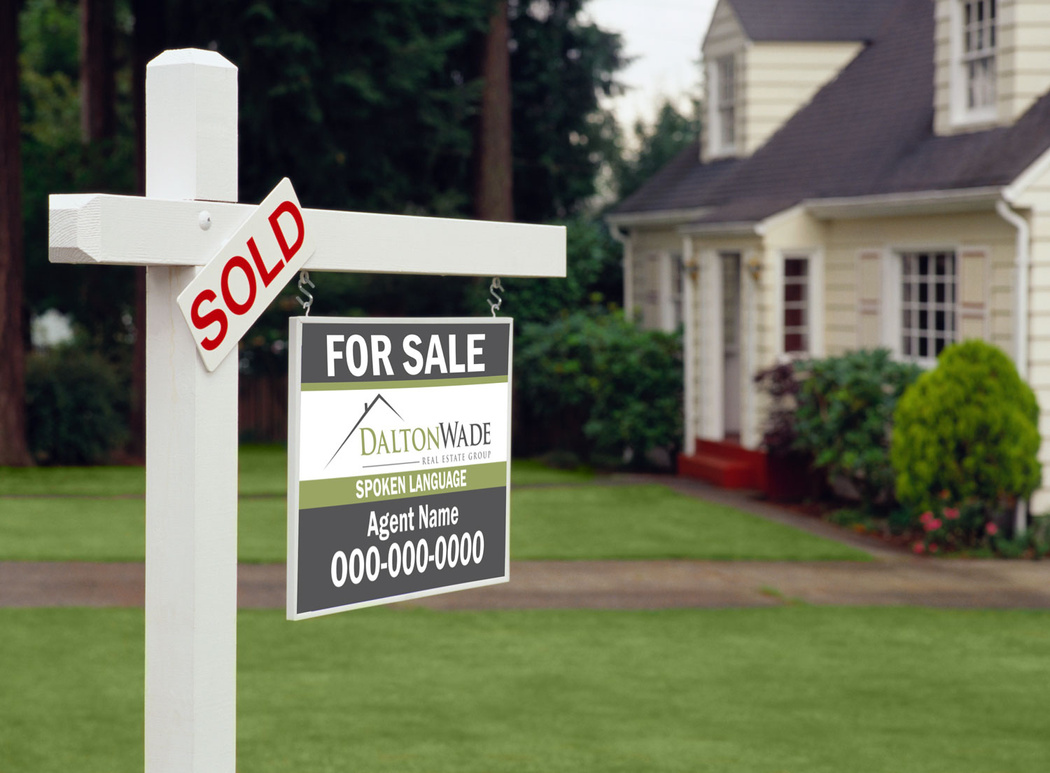 SOLD
FOR SALE
DALTONWADE
REAL ESTATE GROUP
SPOKEN LANGUAGE
Agent Name
000-000-0000